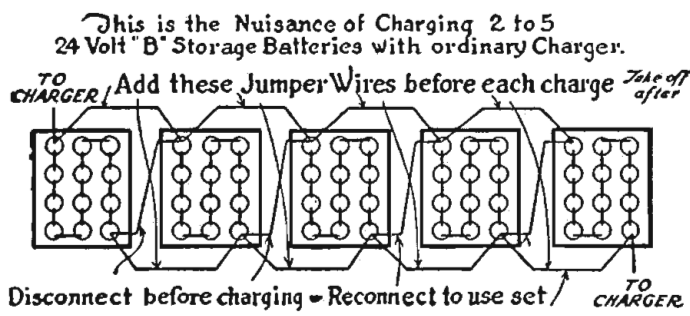 This is the Nuisance of Charging 2 to 5
24 Volt "B" Storage Batteries with ordinary Charger.
TO CHARGER
Add these Jumper Wires before each charge
Take off after
Disconnect before charging - Reconnect to use set
TO CHARGER